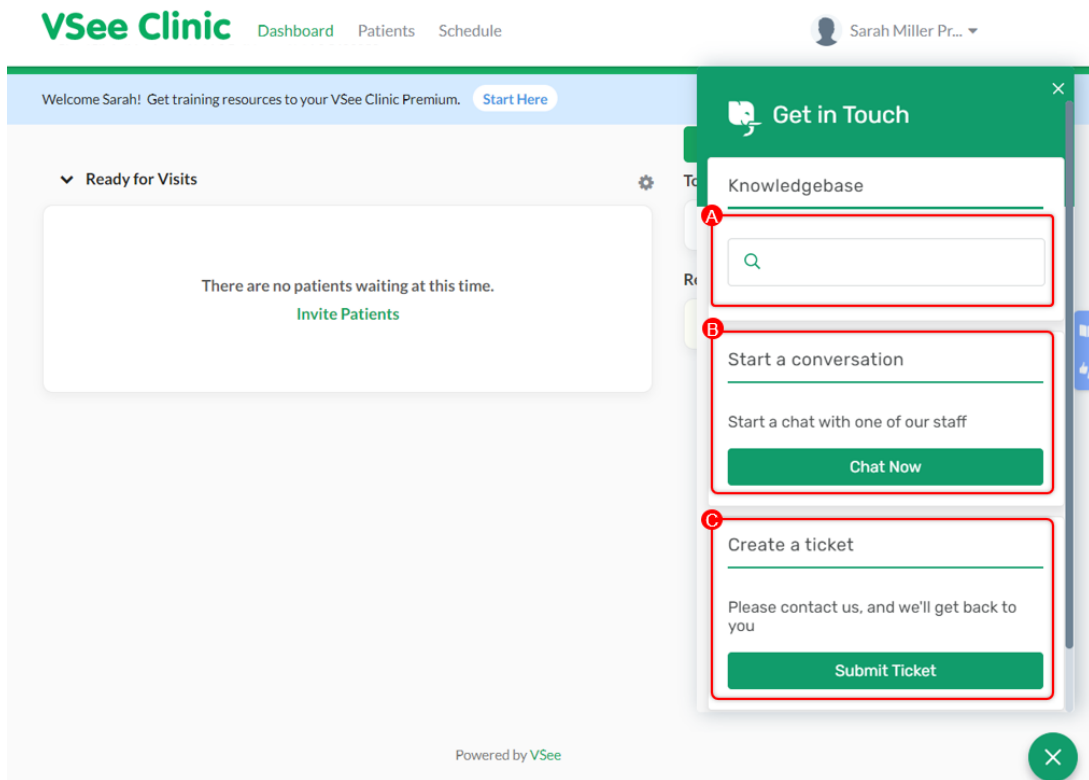 VSee Clinic Dashboard Patients Schedule Sarah Miller Pr...
Welcome Sarah! Get training resources to your VSee Clinic Premium. Start Here
Ready for Visits
There are no patients waiting at this time.
Invite Patients
Get in Touch
Knowledgebase
A
B
Start a conversation
Start a chat with one of our staff
Chat Now
C
Create a ticket
Please contact us, and we'll get back to
you
Submit Ticket
Powered by VSee